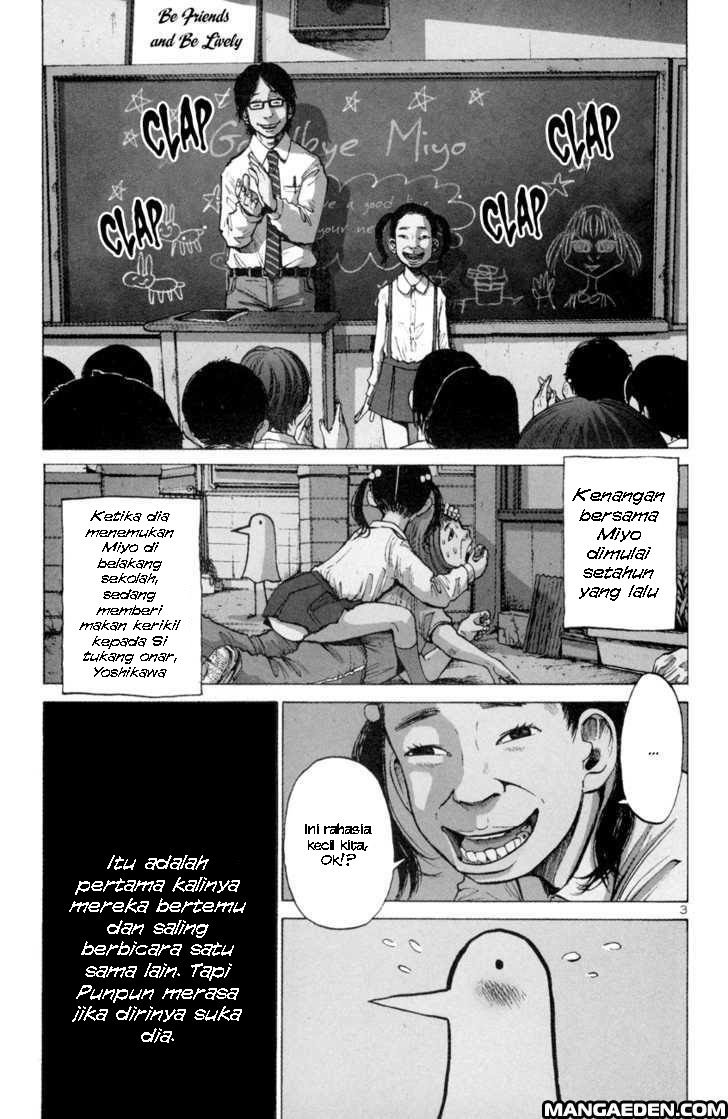 Be Friends
and Be Lively
CLAP
CLAP
CLAP
CLAP
Goodbye Miyo
a good
your ne
Kenangan
bersama
Miyo
dimulai
setahun
yang lalu
Ketika dia
menemukan
Miyo di
belakang
sekolah,
sedang
memberi
makan kerikil
kepada Si
tukang onar,
Yoshikawa
...
Ini rahasia
kecil kita,
Ok!?
3
Itu adalah
pertama kalinya
mereka bertemu
dan saling
berbicara satu
sama lain. Tapi
Punpun merasa
jika dirinya suka
dia.
MANGAEDEN.COM